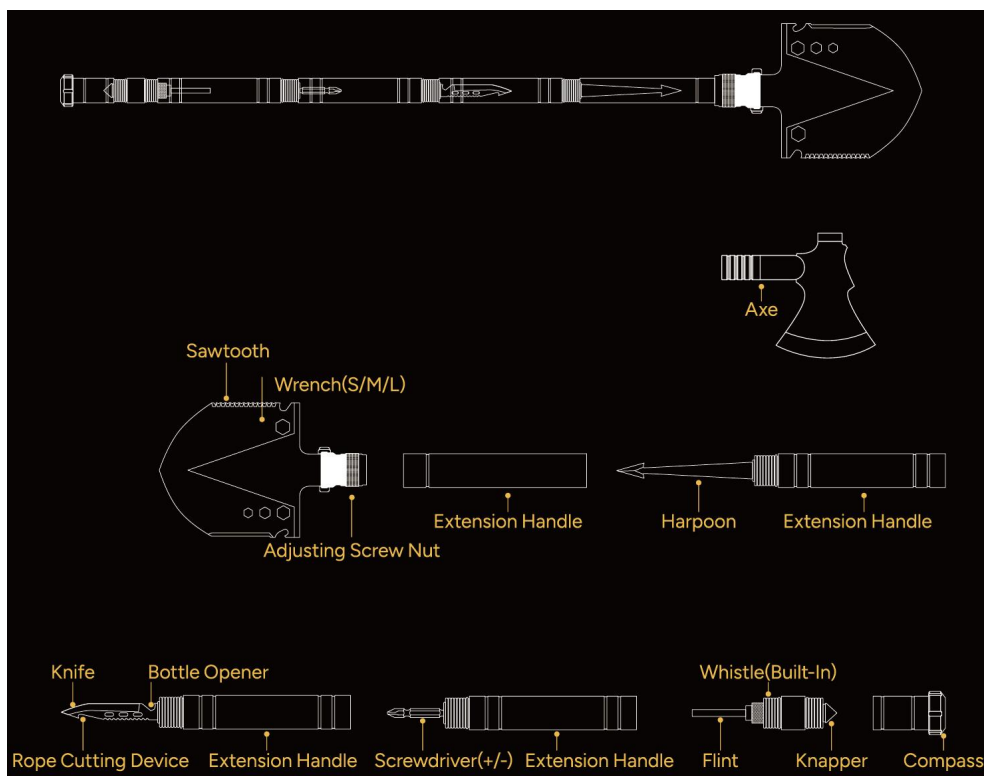 Axe
Sawtooth
Wrench(S/M/L)
Extension Handle
Harpoon
Extension Handle
Adjusting Screw Nut
Knife
Bottle Opener
Whistle(Built-In)
Rope Cutting Device
Extension Handle
Screwdriver(+/-)
Extension Handle
Flint
Knapper
Compass